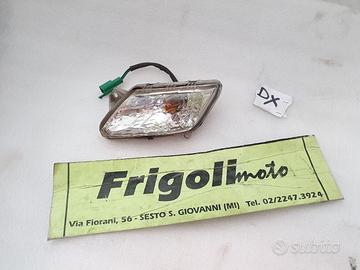 DX
Frigolimoto
Via Fiorani, 56 - SESTO S. GIOVANNI (MI) Tel. 02/2247.3924
subito